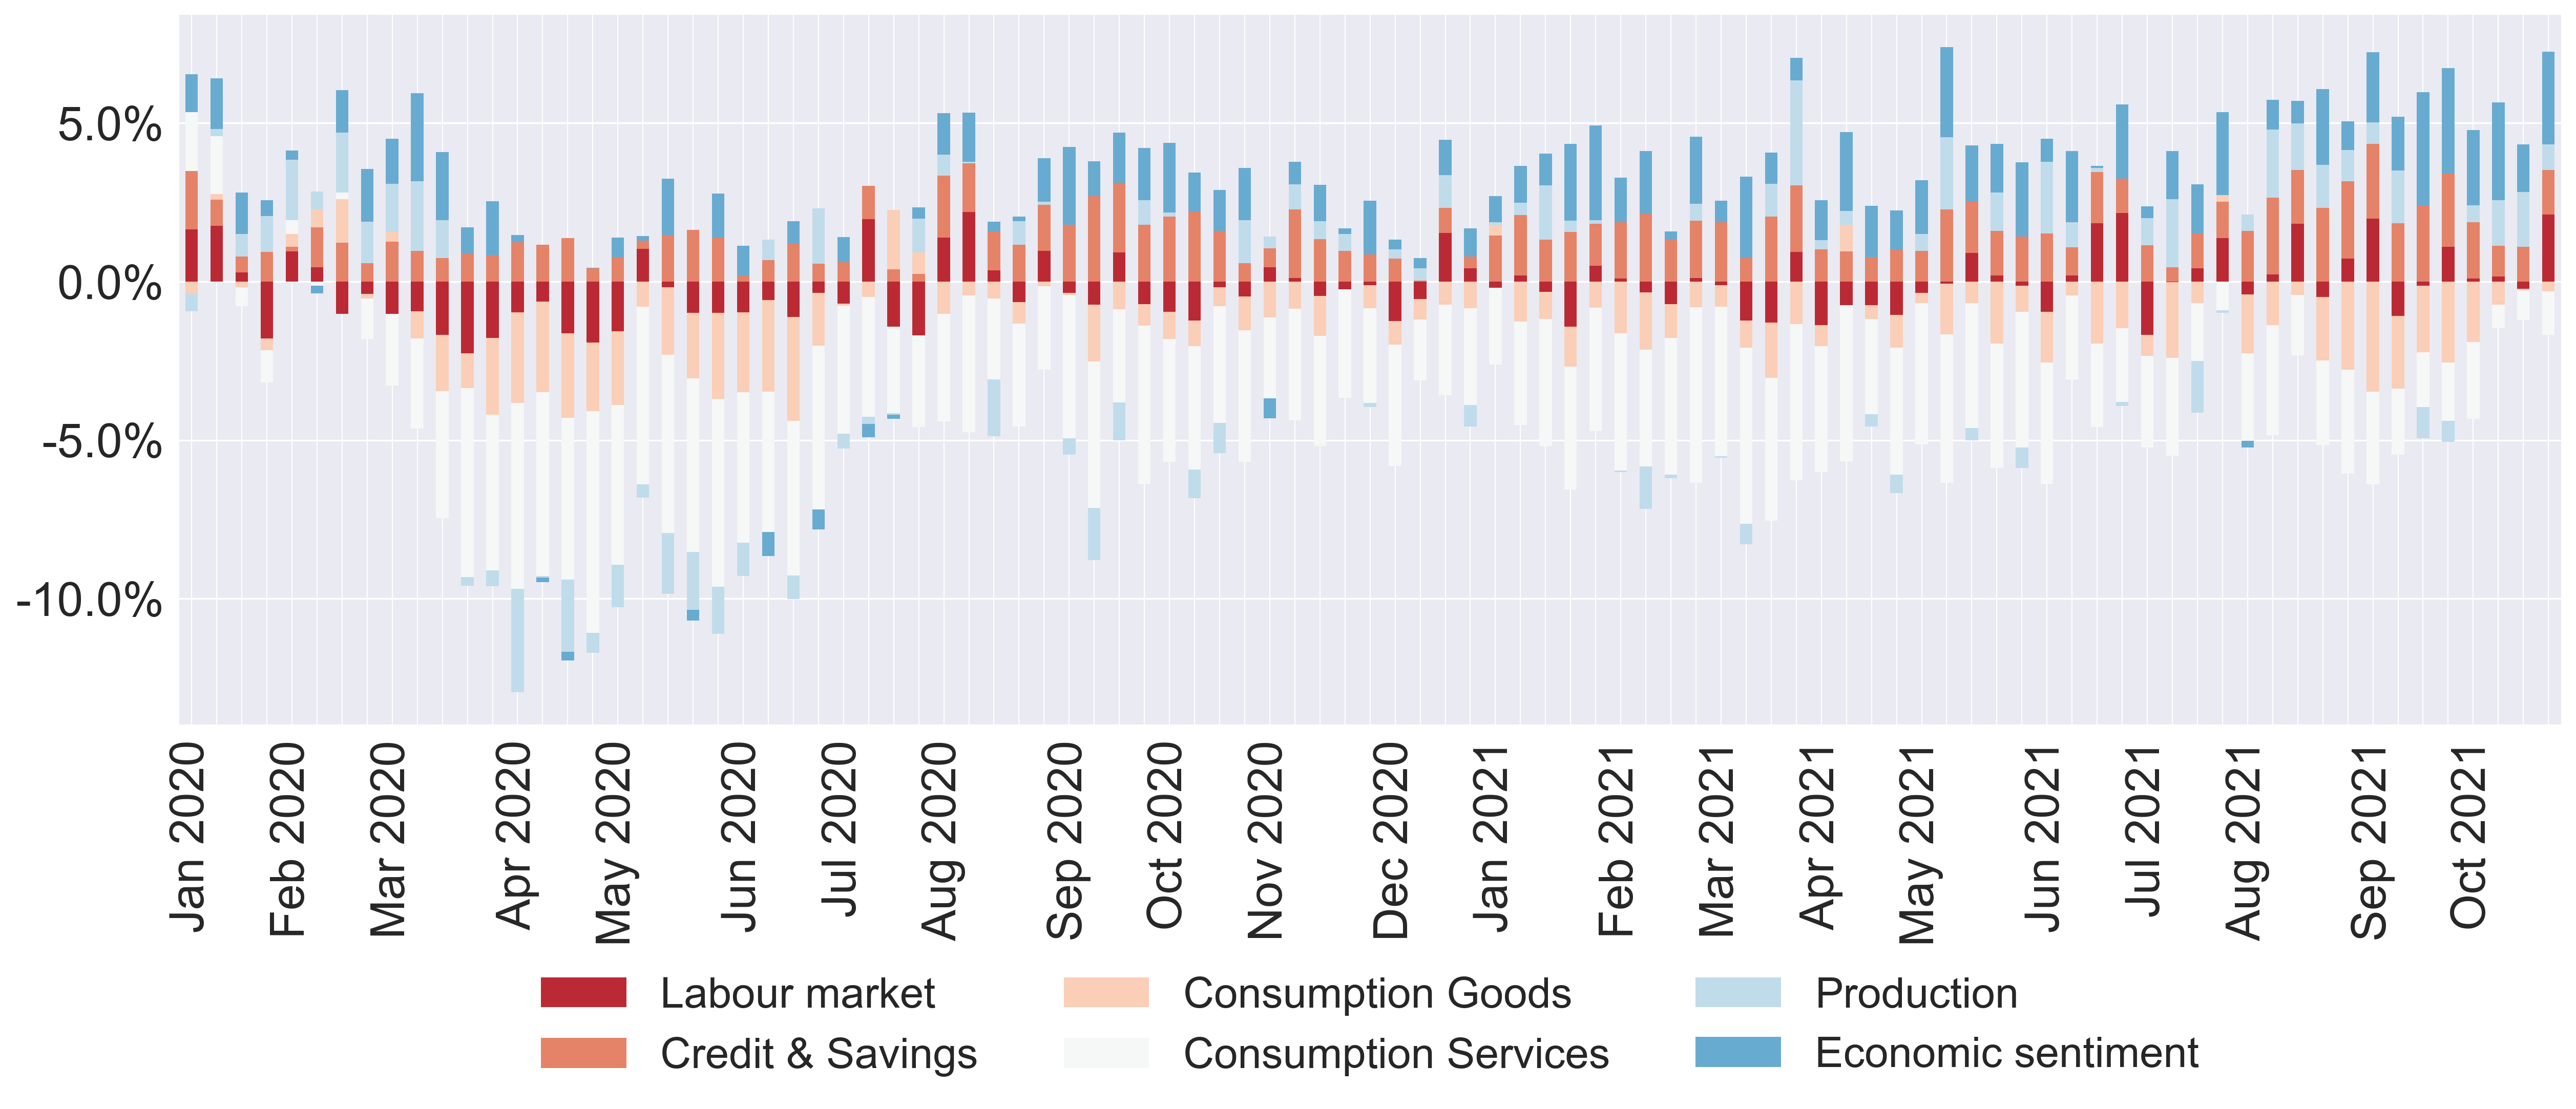 5.0%
0.0%
-5.0%
-10.0%
Jan 2020
Feb 2020
Mar 2020
Apr 2020
May 2020
Jun 2020
Jul 2020
Aug 2020
Sep 2020
Oct 2020
Nov 2020
Dec 2020
Jan 2021
Feb 2021
Mar 2021
Apr 2021
May 2021
Jun 2021
Jul 2021
Aug 2021
Sep 2021
Oct 2021
Labour market
Consumption Goods
Production
Credit & Savings
Consumption Services
Economic sentiment